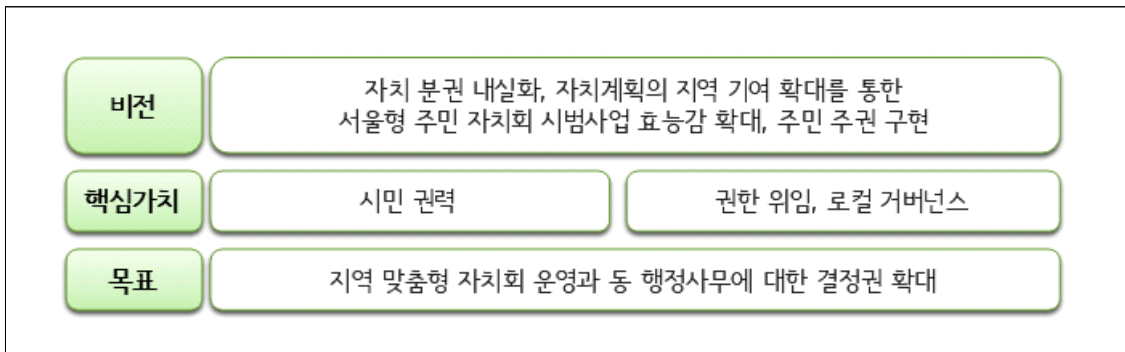 비전
자치 분권 내실화, 자치계획의 지역 기여 확대를 통한
서울형 주민 자치회 시범사업 효능감 확대, 주민 주권 구현
핵심가치
시민 권력
권한 위임, 로컬 거버넌스
목표
지역 맞춤형 자치회 운영과 동 행정사무에 대한 결정권 확대